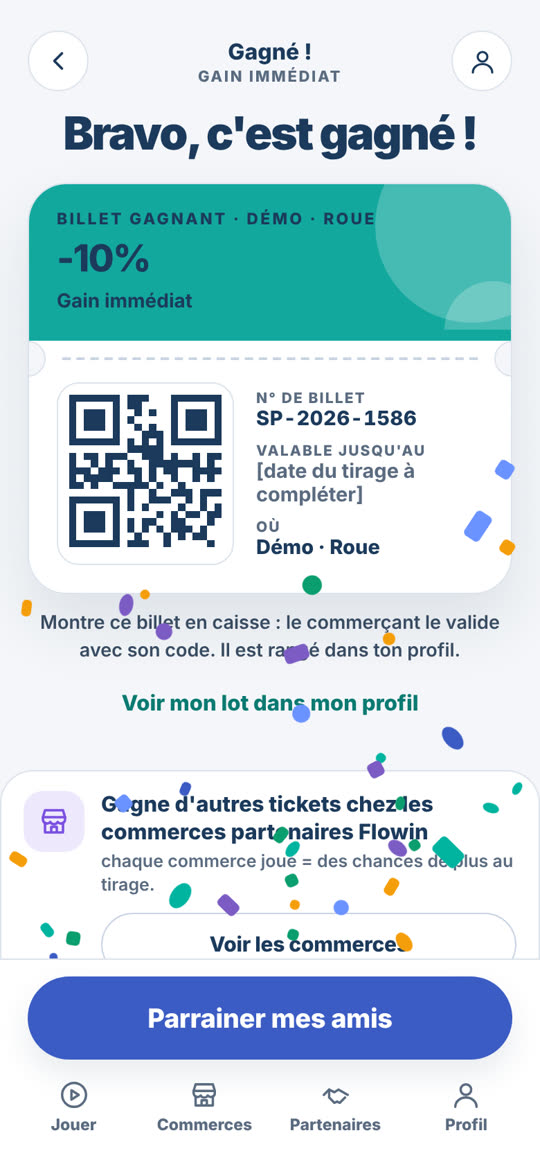 Gagné !
GAIN IMMÉDIAT
Bravo, c'est gagné !
BILLET GAGNANT · DÉMO · ROUE
-10%
Gain immédiat
N° DE BILLET
SP-2026-1586
VALABLE JUSQU'AU
[date du tirage à
compléter]
OÙ
Démo · Roue
Montre ce billet en caisse : le commerçant le valide
avec son code. Il est rangé dans ton profil.
Voir mon lot dans mon profil
Gagne d'autres tickets chez les
commerces partenaires Flowin
chaque commerce joué = des chances de plus au
tirage.
Voir les commerces
Parrainer mes amis
Jouer
Commerces
Partenaires
Profil